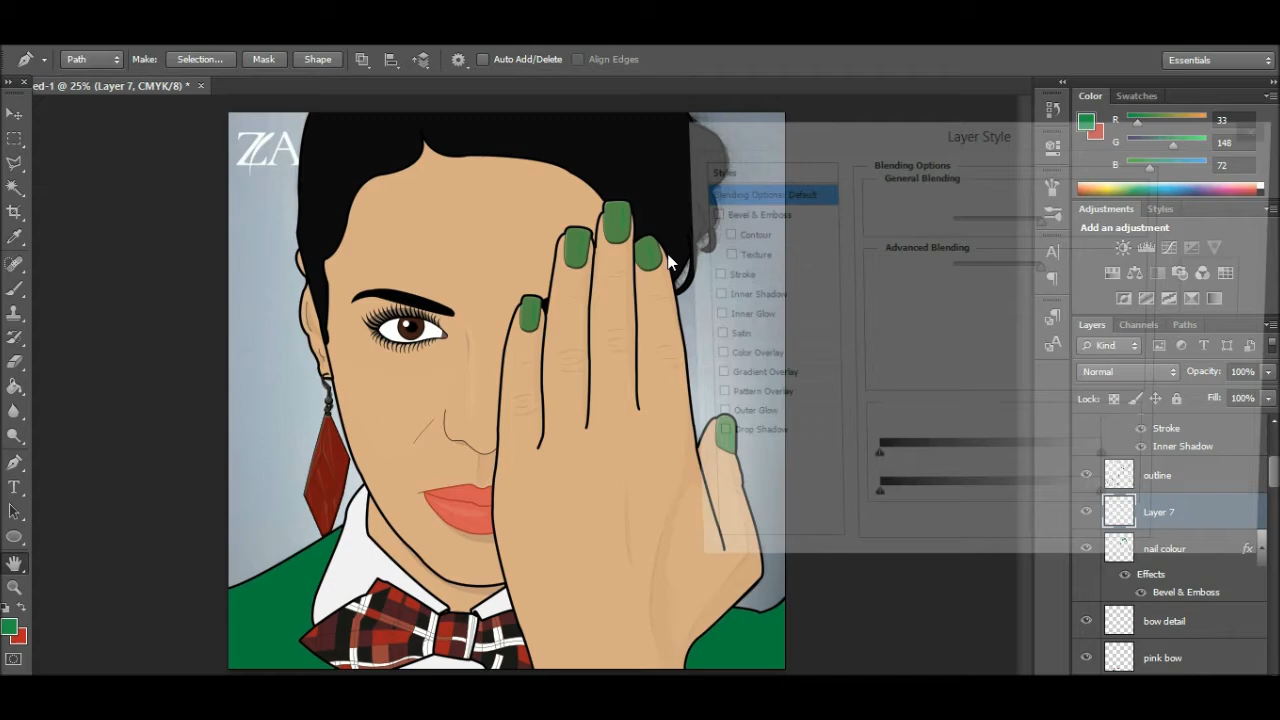 Path Make: Selection... Mask Shape Auto Add/Delete Align Edges Essentials
ed-1 @ 25% (Layer 7, CMYK/8) * ×
Color Swatches
R 33
G 148
B 72
ZZA
Layer Style
Styles
Blending Options: Default
Bevel & Emboss
Contour
Texture
Stroke
Inner Shadow
Inner Glow
Satin
Color Overlay
Gradient Overlay
Pattern Overlay
Outer Glow
Drop Shadow
Blending Options
General Blending
Advanced Blending
Adjustments Styles
Add an adjustment
Layers Channels Paths
Kind
Normal Opacity: 100%
Lock: Fill: 100%
Stroke
Inner Shadow
outline
Layer 7
nail colour fx
Effects
Bevel & Emboss
bow detail
pink bow